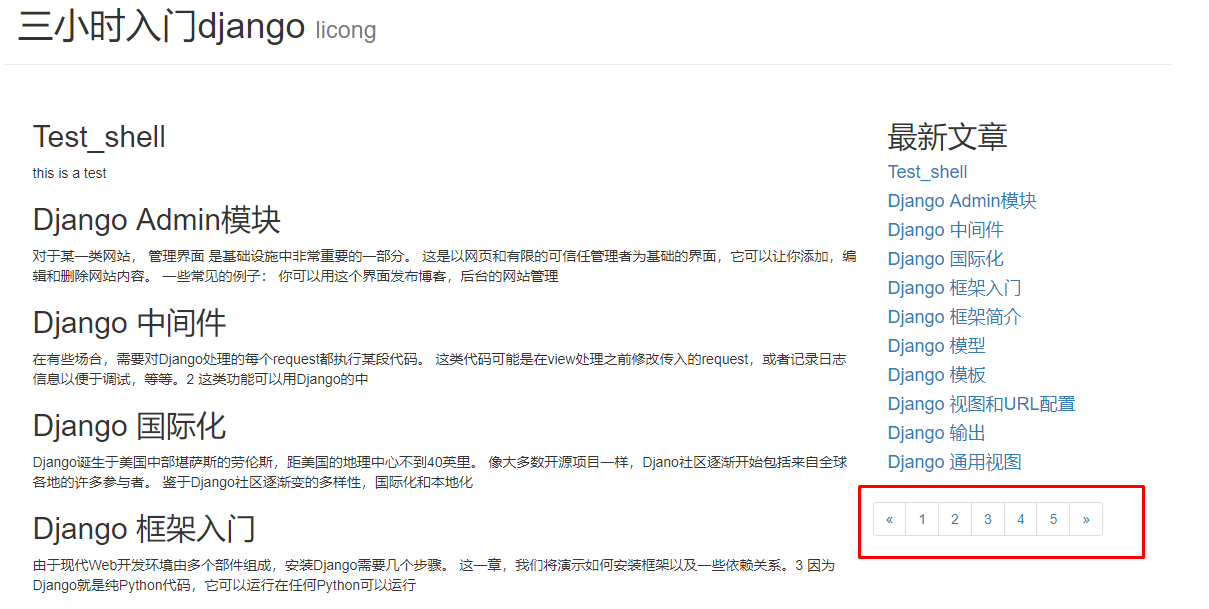 三小时入门django licong
Test_shell
this is a test
Django Admin模块
对于某一类网站， 管理界面 是基础设施中非常重要的一部分。 这是以网页和有限的可信任管理者为基础的界面，它可以让你添加，编
辑和删除网站内容。 一些常见的例子： 你可以用这个界面发布博客，后台的网站管理
Django 中间件
在有些场合，需要对Django处理的每个request都执行某段代码。 这类代码可能是在view处理之前修改传入的request，或者记录日志
信息以便于调试，等等。2 这类功能可以用Django的中
Django 国际化
Django诞生于美国中部堪萨斯的劳伦斯，距美国的地理中心不到40英里。 像大多数开源项目一样，Djano社区逐渐开始包括来自全球
各地的许多参与者。 鉴于Django社区逐渐变的多样性，国际化和本地化
Django 框架入门
由于现代Web开发环境由多个部件组成，安装Django需要几个步骤。 这一章，我们将演示如何安装框架以及一些依赖关系。3 因为
Django就是纯Python代码，它可以运行在任何Python可以运行
最新文章
Test_shell
Django Admin模块
Django 中间件
Django 国际化
Django 框架入门
Django 框架简介
Django 模型
Django 模板
Django 视图和URL配置
Django 输出
Django 通用视图
« 1 2 3 4 5 »